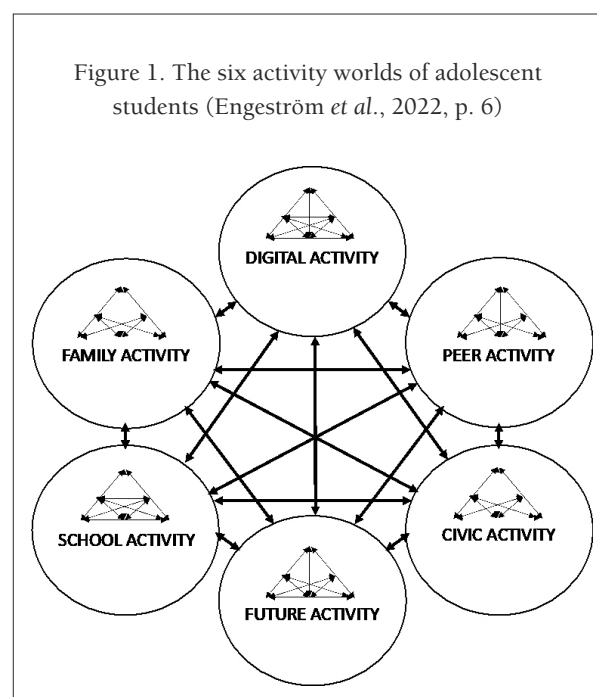 Figure 1. The six activity worlds of adolescent
students (Engeström et al., 2022, p. 6)
DIGITAL ACTIVITY
FAMILY ACTIVITY
PEER ACTIVITY
SCHOOL ACTIVITY
CIVIC ACTIVITY
FUTURE ACTIVITY